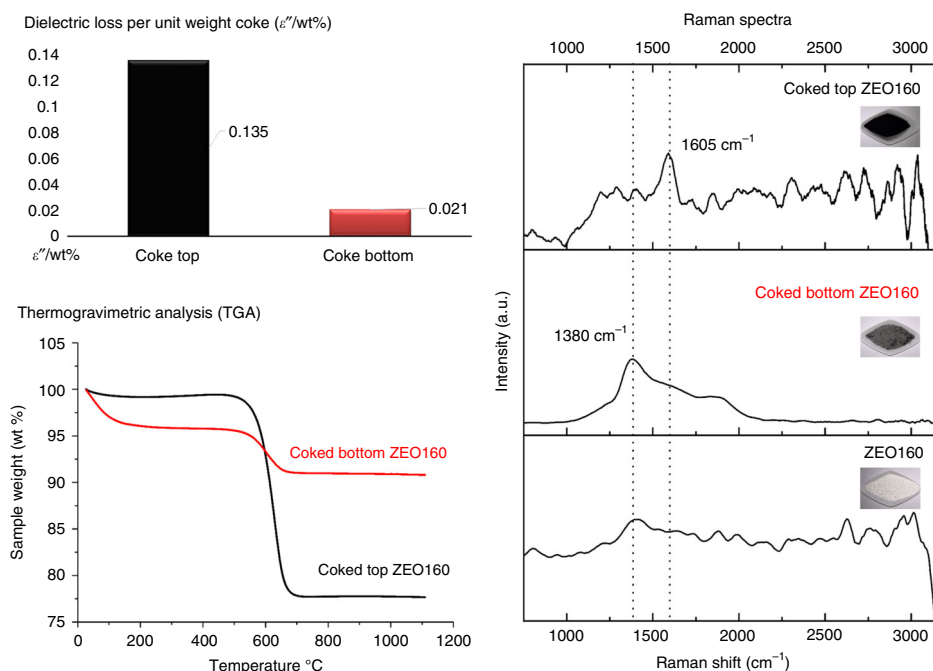 Dielectric loss per unit weight coke (ε″/wt%)
0.14
0.12
0.1
0.08
0.06
0.04
0.02
0
ε″/wt%
0.135
0.021
Coke top
Coke bottom
Thermogravimetric analysis (TGA)
Sample weight (wt %)
100
95
90
85
80
75
Coked bottom ZEO160
Coked top ZEO160
0 200 400 600 800 1000 1200
Temperature °C
Raman spectra
1000 1500 2000 2500 3000
Intensity (a.u.)
Coked top ZEO160
1605 cm⁻¹
Coked bottom ZEO160
1380 cm⁻¹
ZEO160
1000 1500 2000 2500 3000
Raman shift (cm⁻¹)